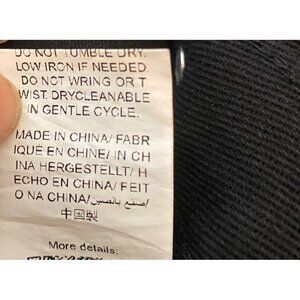 DO NOT TUMBLE DRY.
LOW IRON IF NEEDED
DO NOT WRING OR T
WIST. DRYCLEANABLE
IN GENTLE CYCLE.
MADE IN CHINA/ FABR
IQUÉ EN CHINE/ IN CH
INA HERGESTELLT/ H
ECHO EN CHINA/ FEIT
O NA CHINA/صنع بالصين/
中国製
More details: